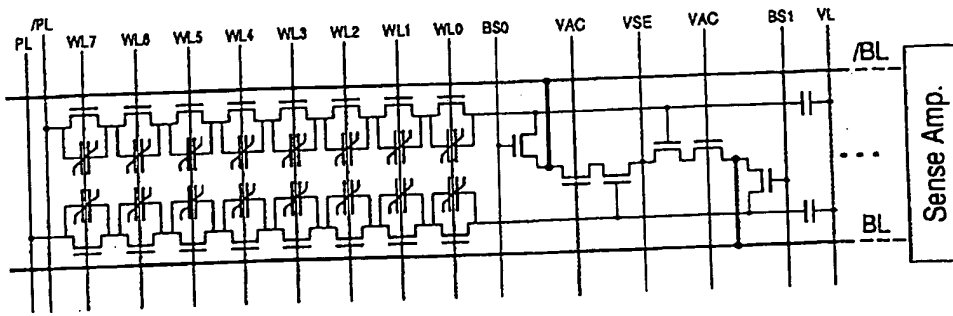 PL /PL WL7 WL6 WL5 WL4 WL3 WL2 WL1 WL0 BS0 VAC VSE VAC BS1 VL
/BL
Sense Amp.
BL